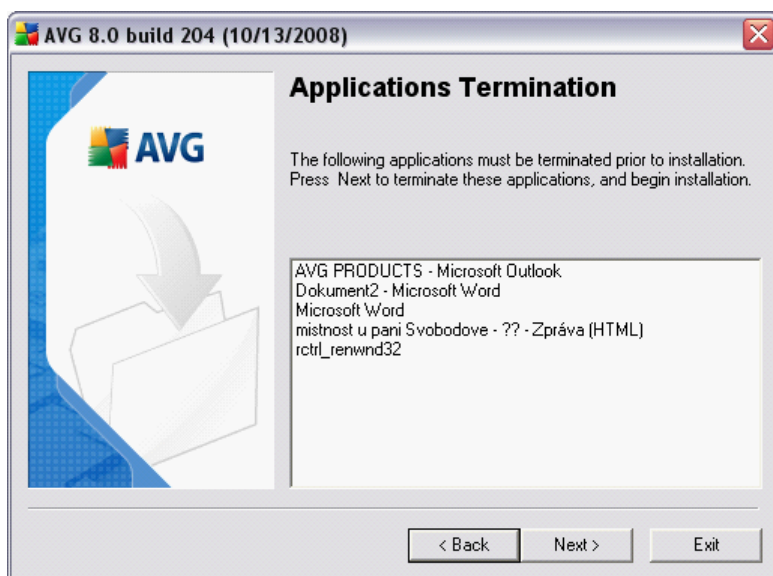 AVG 8.0 build 204 (10/13/2008)
Applications Termination
AVG
The following applications must be terminated prior to installation.
Press Next to terminate these applications, and begin installation.
AVG PRODUCTS - Microsoft Outlook
Dokument2 - Microsoft Word
Microsoft Word
mistnost u pani Svobodove - ?? - Zpráva (HTML)
rctrl_renwnd32
< Back
Next >
Exit